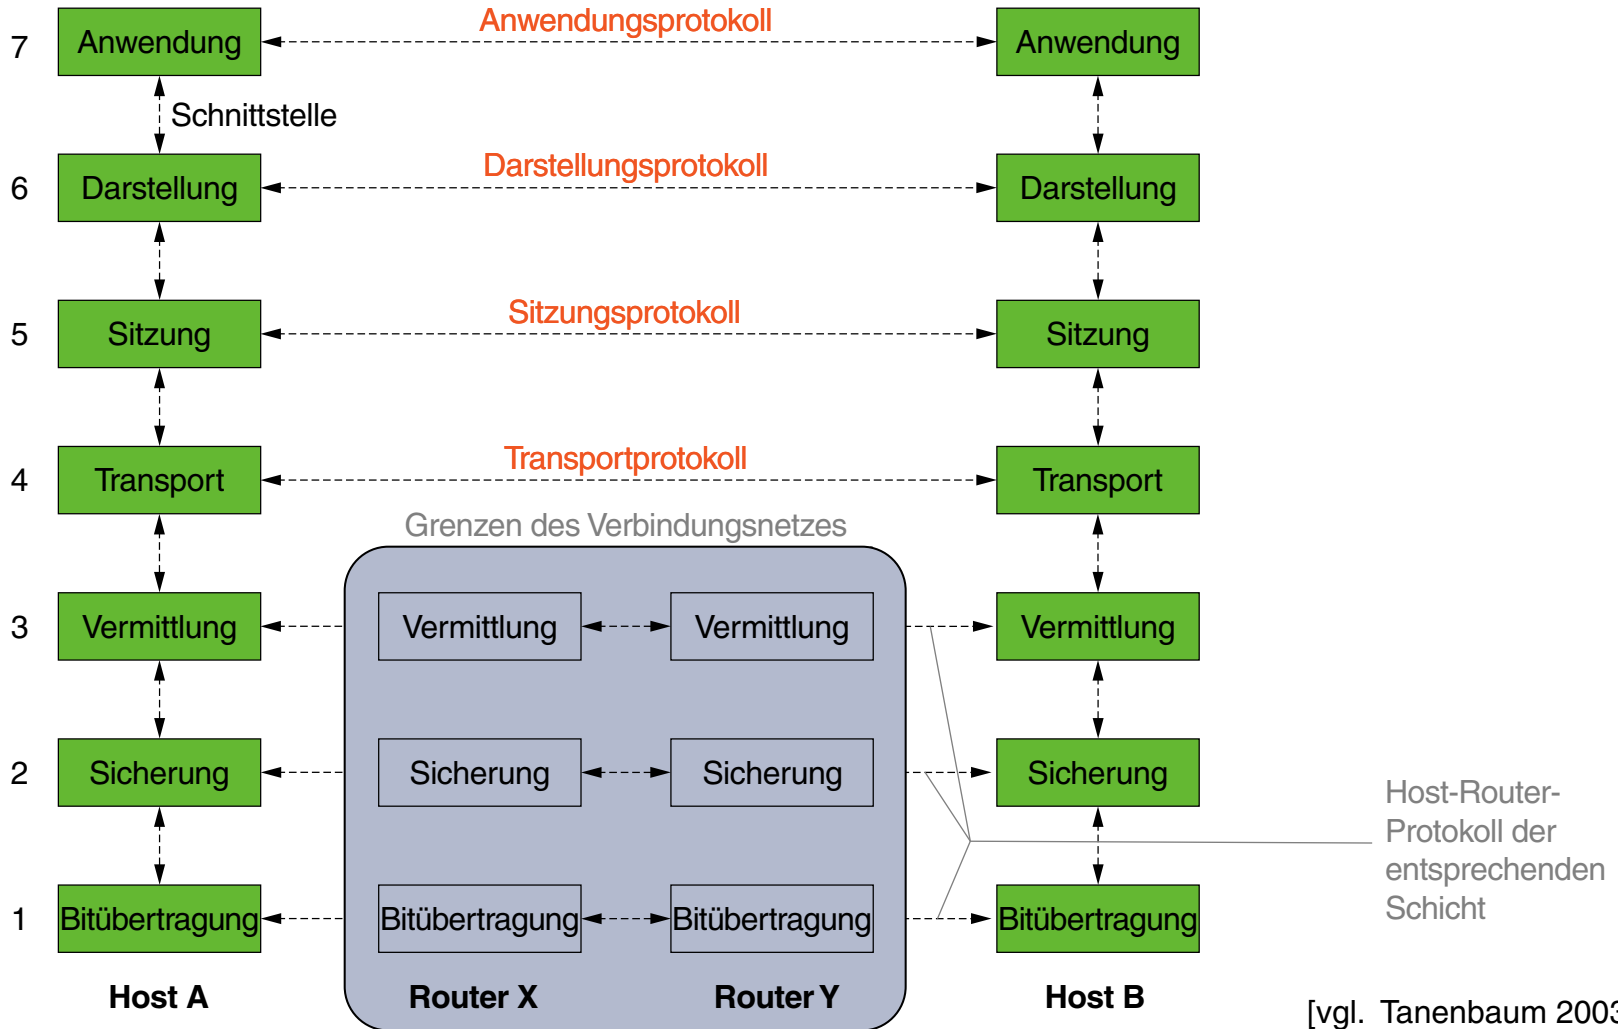 7 Anwendung Anwendungsprotokoll Anwendung
Schnittstelle
6 Darstellung Darstellungsprotokoll Darstellung
5 Sitzung Sitzungsprotokoll Sitzung
4 Transport Transportprotokoll Transport
Grenzen des Verbindungsnetzes
3 Vermittlung Vermittlung Vermittlung Vermittlung
2 Sicherung Sicherung Sicherung Sicherung
Host-Router-
Protokoll der
entsprechenden
Schicht
1 Bitübertragung Bitübertragung Bitübertragung Bitübertragung
Host A Router X Router Y Host B
[vgl. Tanenbaum 2003